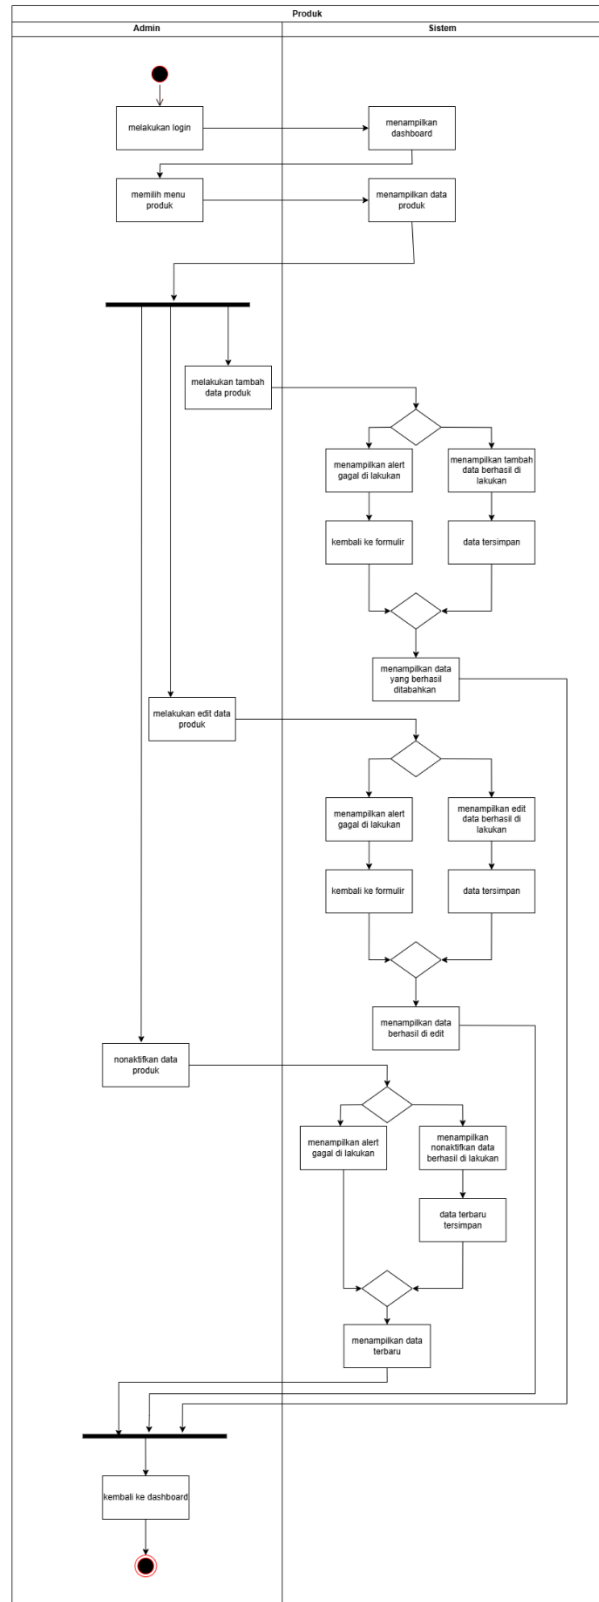 Produk
Admin
Sistem
melakukan login
menampilkan
dashboard
memilih menu
produk
menampilkan data
produk
melakukan tambah
data produk
menampilkan alert
gagal di lakukan
menampilkan tambah
data berhasil di
lakukan
kembali ke formulir
data tersimpan
menampilkan data
yang berhasil
ditabahkan
melakukan edit data
produk
menampilkan alert
gagal di lakukan
menampilkan edit
data berhasil di
lakukan
kembali ke formulir
data tersimpan
menampilkan data
berhasil di edit
nonaktifkan data
produk
menampilkan alert
gagal di lakukan
menampilkan
nonaktifkan data
berhasil di lakukan
data terbaru
tersimpan
menampilkan data
terbaru
kembali ke dashboard